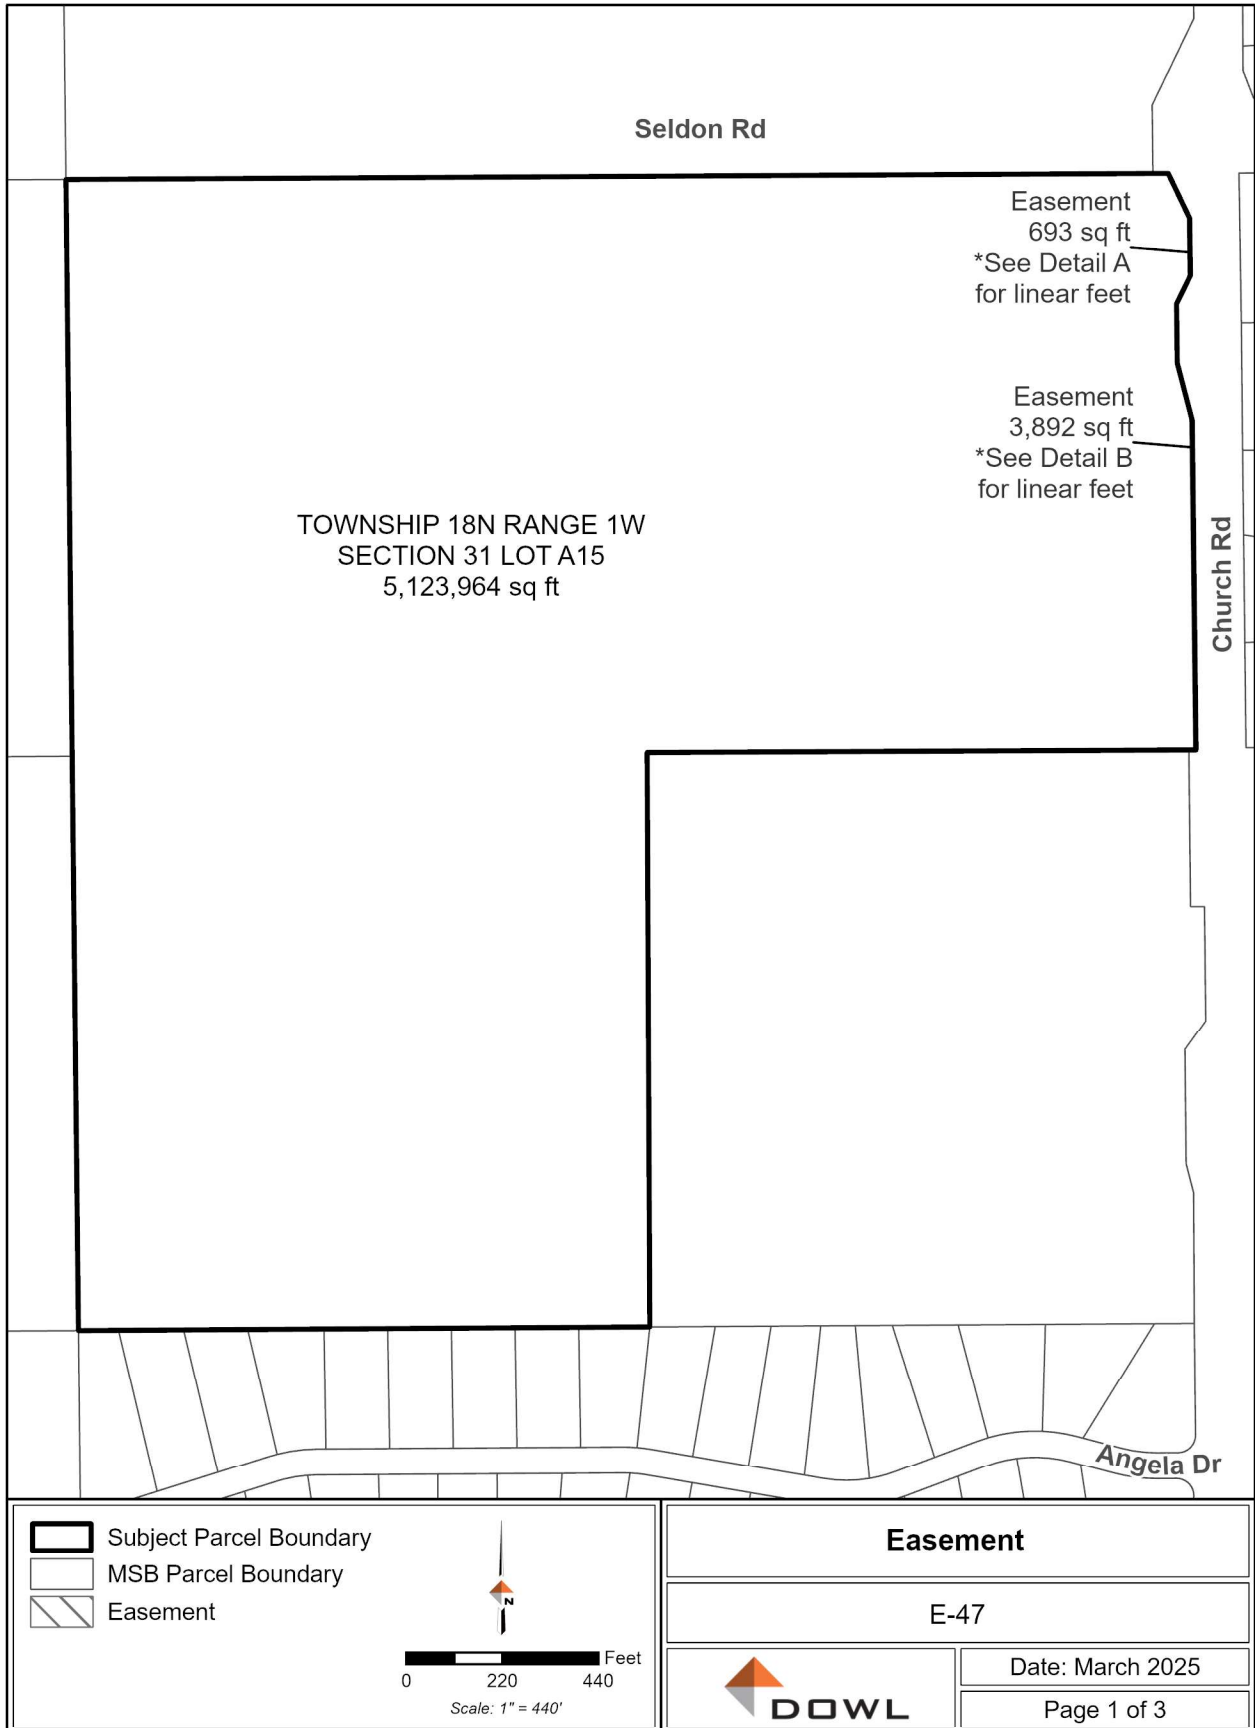 Seldon Rd
Easement
693 sq ft
*See Detail A
for linear feet
Easement
3,892 sq ft
*See Detail B
for linear feet
TOWNSHIP 18N RANGE 1W
SECTION 31 LOT A15
5,123,964 sq ft
Church Rd
Angela Dr
Subject Parcel Boundary
MSB Parcel Boundary
Easement
N
Feet
0 220 440
Scale: 1" = 440'
Easement
E-47
DOWL
Date: March 2025
Page 1 of 3